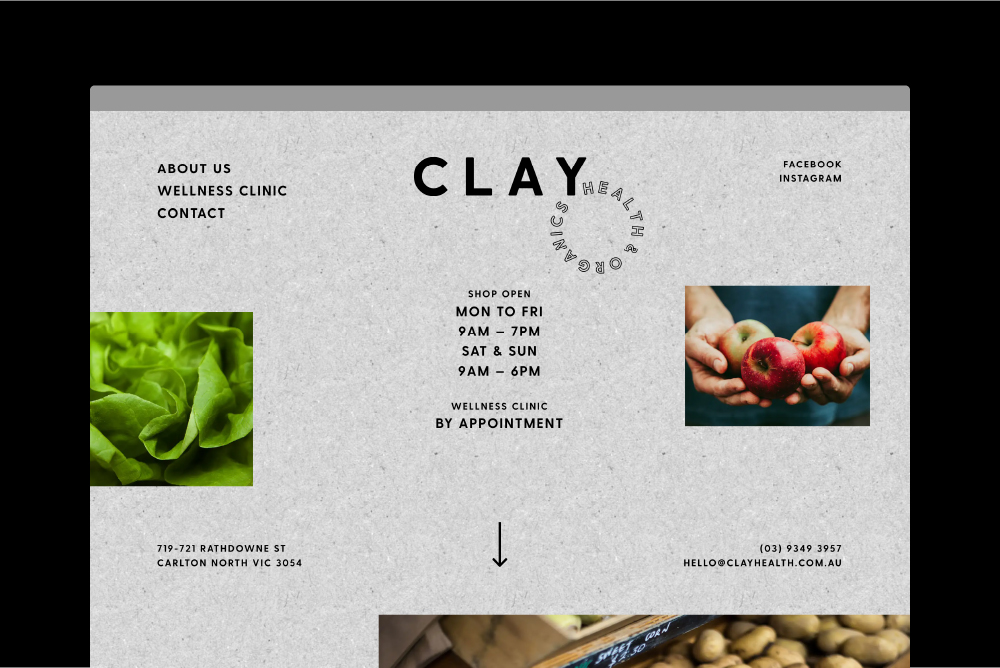 ABOUT US
WELLNESS CLINIC
CONTACT
CLAY
HEALTH & ORGANICS
FACEBOOK
INSTAGRAM
SHOP OPEN
MON TO FRI
9AM – 7PM
SAT & SUN
9AM – 6PM
WELLNESS CLINIC
BY APPOINTMENT
719-721 RATHDOWNE ST
CARLTON NORTH VIC 3054
(03) 9349 3957
HELLO@CLAYHEALTH.COM.AU
SWEET CORN